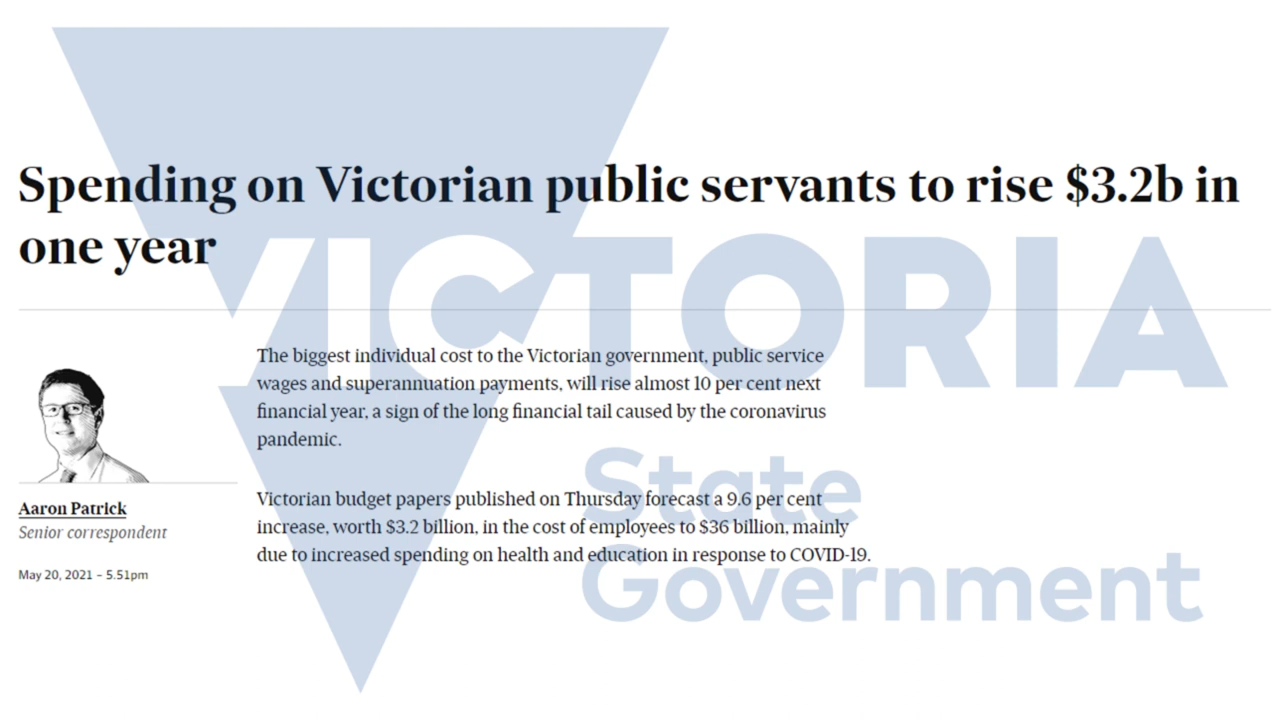 Spending on Victorian public servants to rise $3.2b in
one year
VICTORIA
State
Government
Aaron Patrick
Senior correspondent
May 20, 2021 – 5.51pm
The biggest individual cost to the Victorian government, public service
wages and superannuation payments, will rise almost 10 per cent next
financial year, a sign of the long financial tail caused by the coronavirus
pandemic.
Victorian budget papers published on Thursday forecast a 9.6 per cent
increase, worth $3.2 billion, in the cost of employees to $36 billion, mainly
due to increased spending on health and education in response to COVID-19.